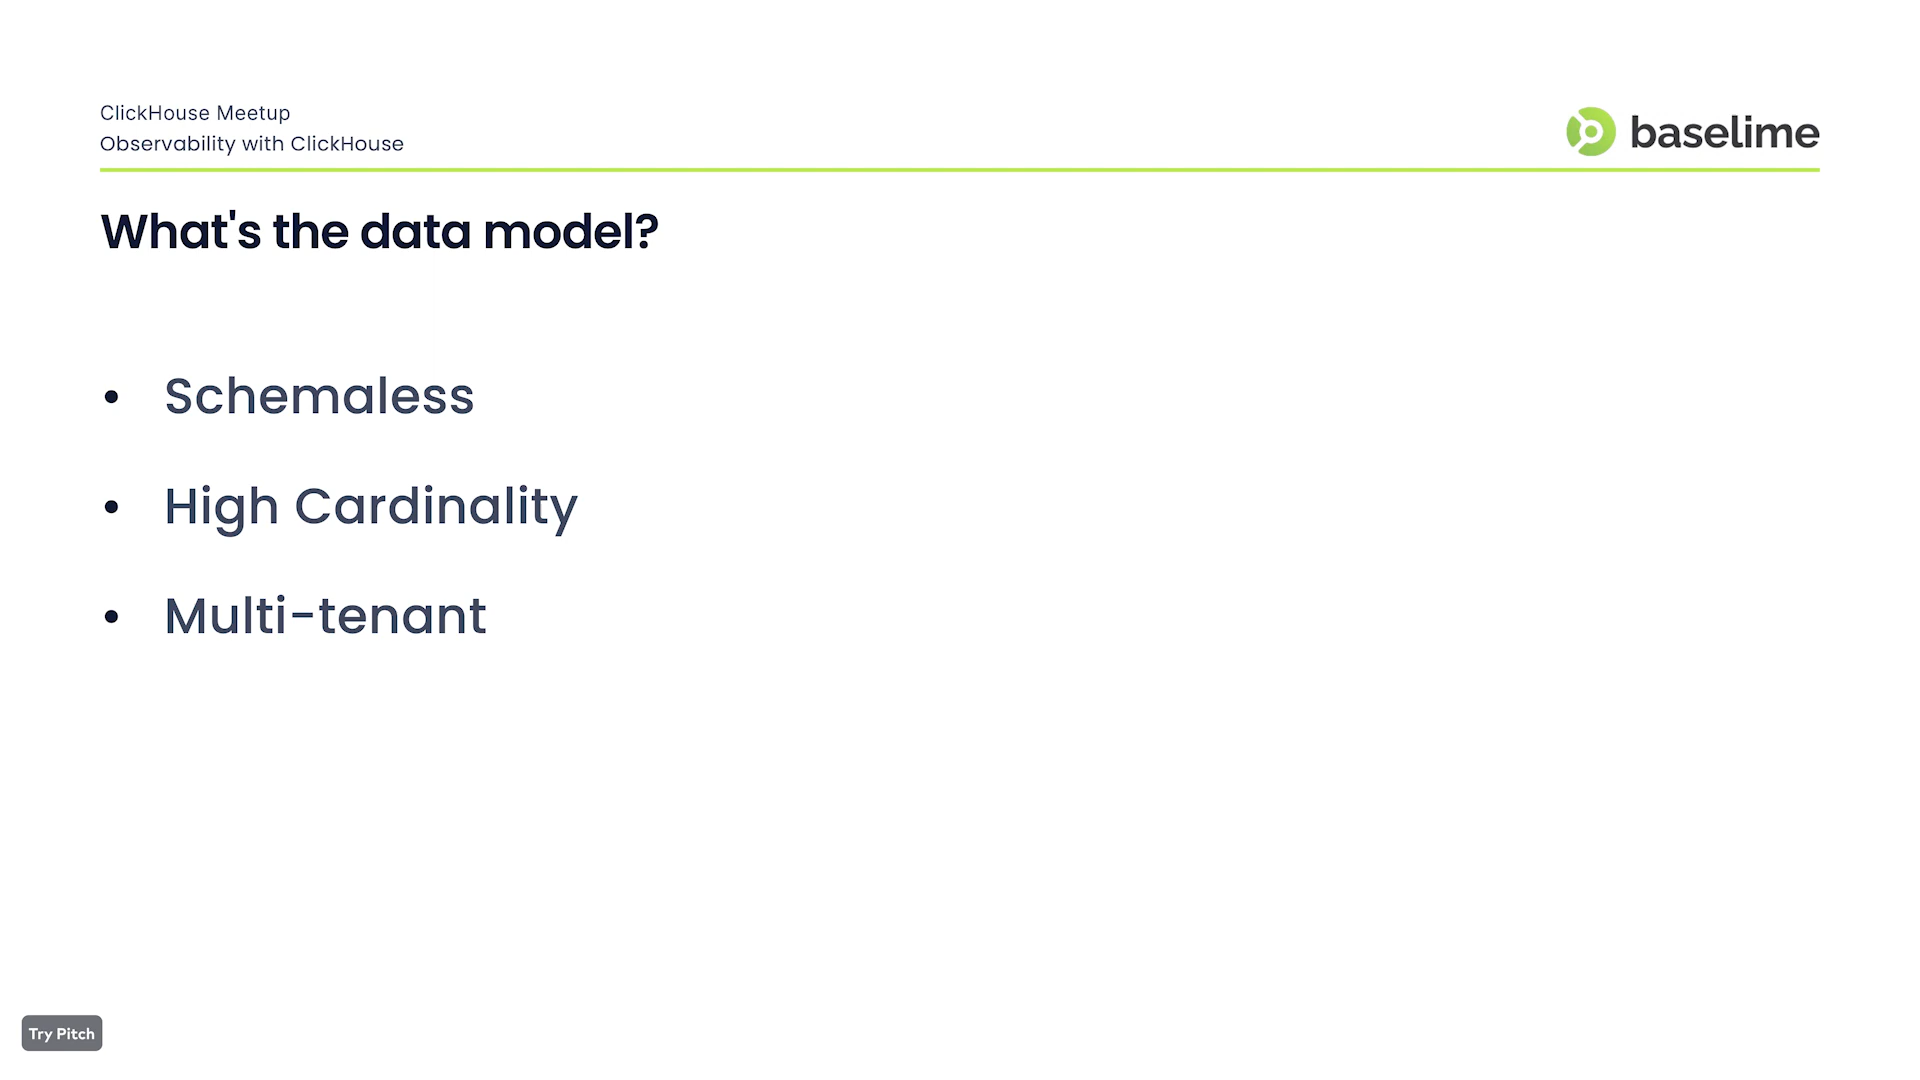 ClickHouse Meetup
Observability with ClickHouse
baselime
What's the data model?
• Schemaless
• High Cardinality
• Multi-tenant
Try Pitch